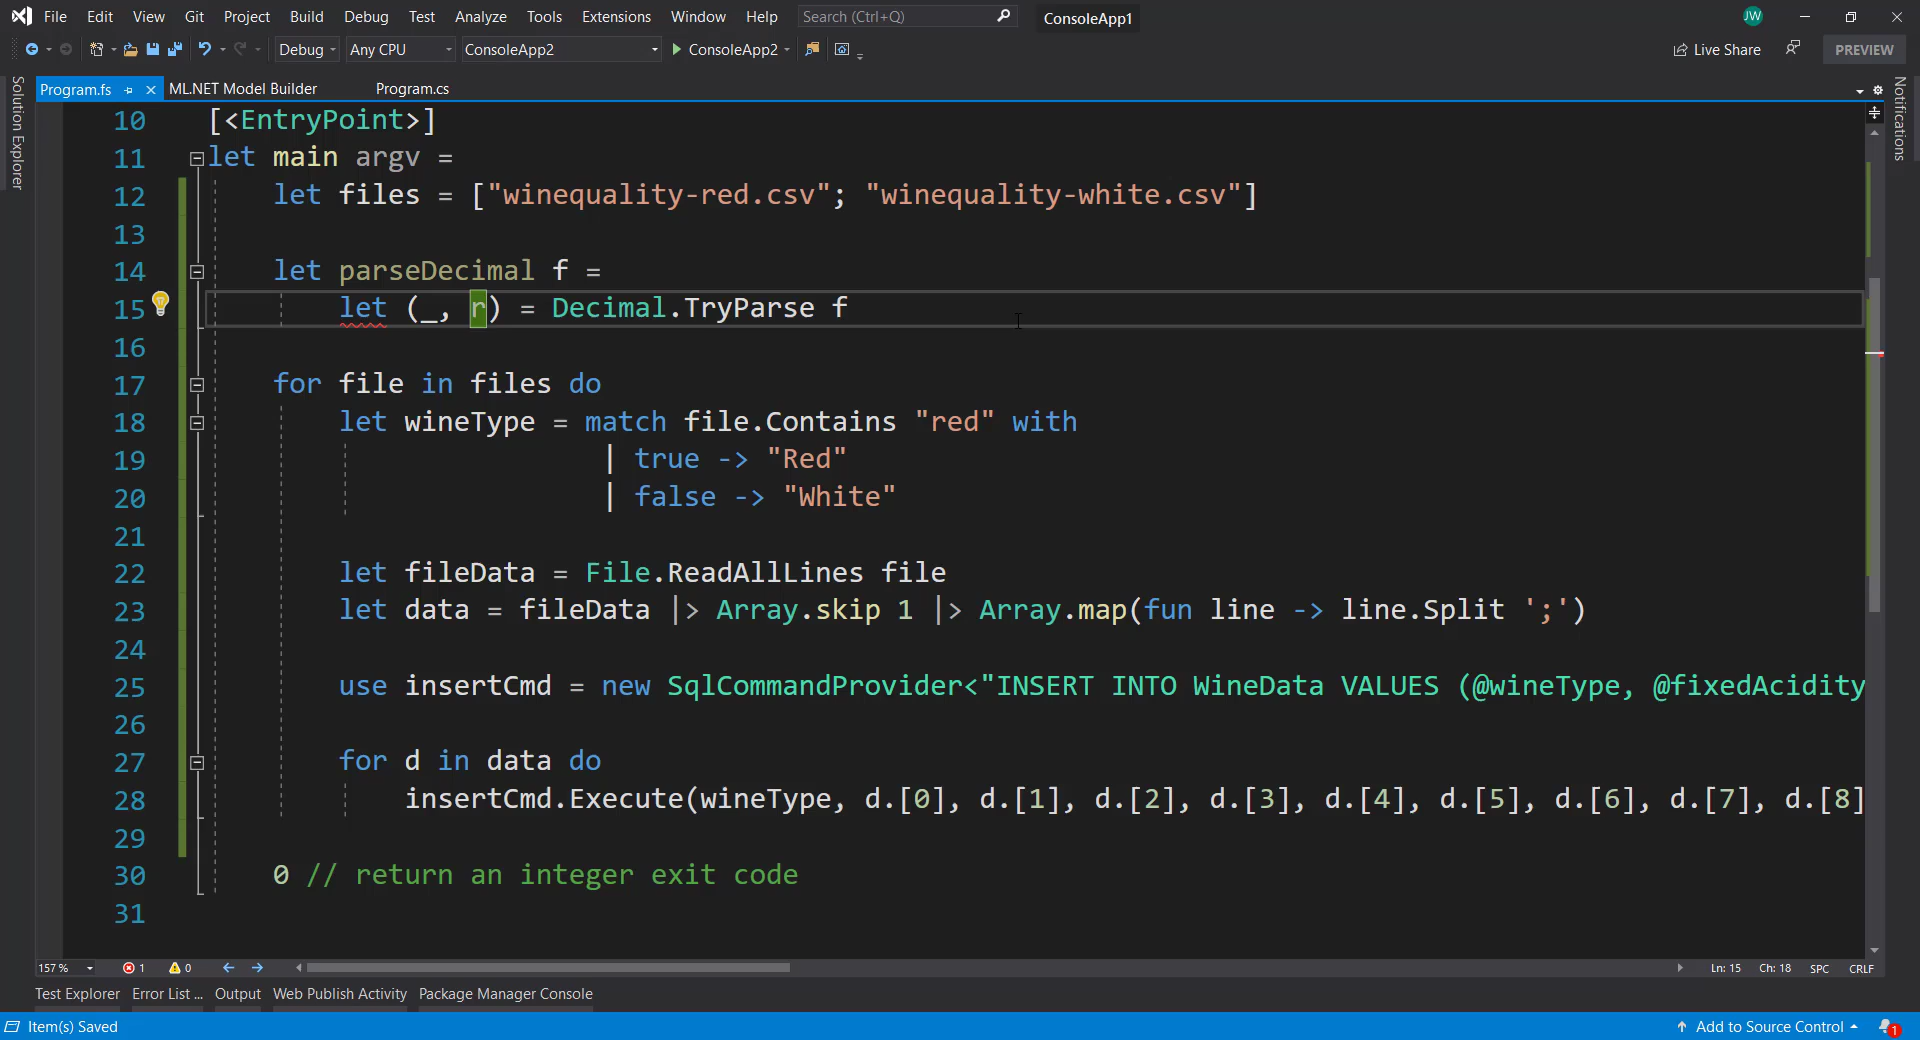 File Edit View Git Project Build Debug Test Analyze Tools Extensions Window Help Search (Ctrl+Q) ConsoleApp1 JW
Debug Any CPU ConsoleApp2 ConsoleApp2 Live Share PREVIEW
Solution Explorer
Program.fs ML.NET Model Builder Program.cs
Notifications
10 [<EntryPoint>]
11 let main argv =
12 let files = ["winequality-red.csv"; "winequality-white.csv"]
13
14 let parseDecimal f =
15 let (_, r) = Decimal.TryParse f
16
17 for file in files do
18 let wineType = match file.Contains "red" with
19 | true -> "Red"
20 | false -> "White"
21
22 let fileData = File.ReadAllLines file
23 let data = fileData |> Array.skip 1 |> Array.map(fun line -> line.Split ';')
24
25 use insertCmd = new SqlCommandProvider<"INSERT INTO WineData VALUES (@wineType, @fixedAcidity
26
27 for d in data do
28 insertCmd.Execute(wineType, d.[0], d.[1], d.[2], d.[3], d.[4], d.[5], d.[6], d.[7], d.[8]
29
30 0 // return an integer exit code
31
157 % 1 0 Ln: 15 Ch: 18 SPC CRLF
Test Explorer Error List ... Output Web Publish Activity Package Manager Console
Item(s) Saved Add to Source Control 1